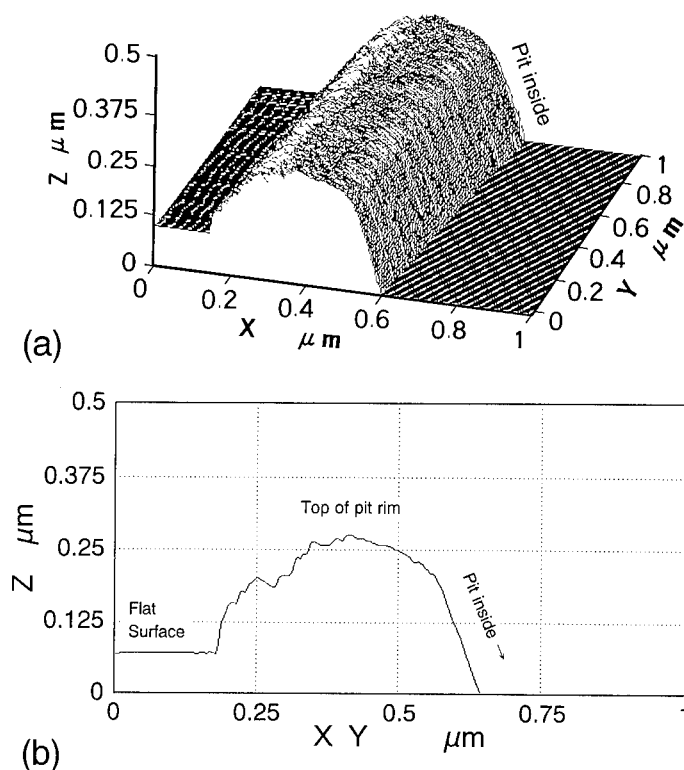 0.5
0.375
0.25
0.125
0
Z μm
Pit inside
0
0.2
0.4
0.6
0.8
1
X μm
0
0.2
0.4
0.6
0.8
1
Y μm
(a)
0.5
0.375
0.25
0.125
0
Z μm
Top of pit rim
Flat
Surface
Pit inside →
0
0.25
0.5
0.75
1
X Y μm
(b)